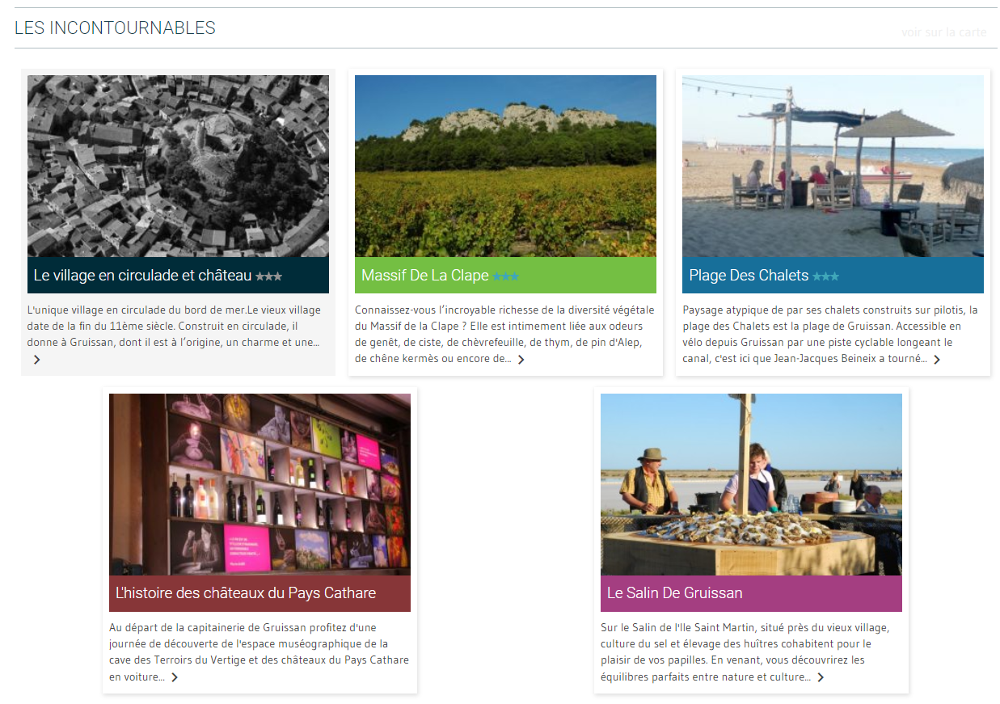 LES INCONTOURNABLES
voir sur la carte
Le village en circulade et château ★★★
L'unique village en circulade du bord de mer.Le vieux village
date de la fin du 11ème siècle. Construit en circulade, il
donne à Gruissan, dont il est à l’origine, un charme et une...
Massif De La Clape ★★★
Connaissez-vous l’incroyable richesse de la diversité végétale
du Massif de la Clape ? Elle est intimement liée aux odeurs
de genêt, de ciste, de chèvrefeuille, de thym, de pin d'Alep,
de chêne kermès ou encore de...
Plage Des Chalets ★★★
Paysage atypique de par ses chalets construits sur pilotis, la
plage des Chalets est la plage de Gruissan. Accessible en
vélo depuis Gruissan par une piste cyclable longeant le
canal, c'est ici que Jean-Jacques Beineix a tourné...
L'histoire des châteaux du Pays Cathare
Au départ de la capitainerie de Gruissan profitez d'une
journée de découverte de l'espace muséographique de la
cave des Terroirs du Vertige et des châteaux du Pays Cathare
en voiture...
Le Salin De Gruissan
Sur le Salin de l'Ile Saint Martin, situé près du vieux village,
culture du sel et élevage des huîtres cohabitent pour le
plaisir de vos papilles. En venant, vous découvrirez les
équilibres parfaits entre nature et culture...